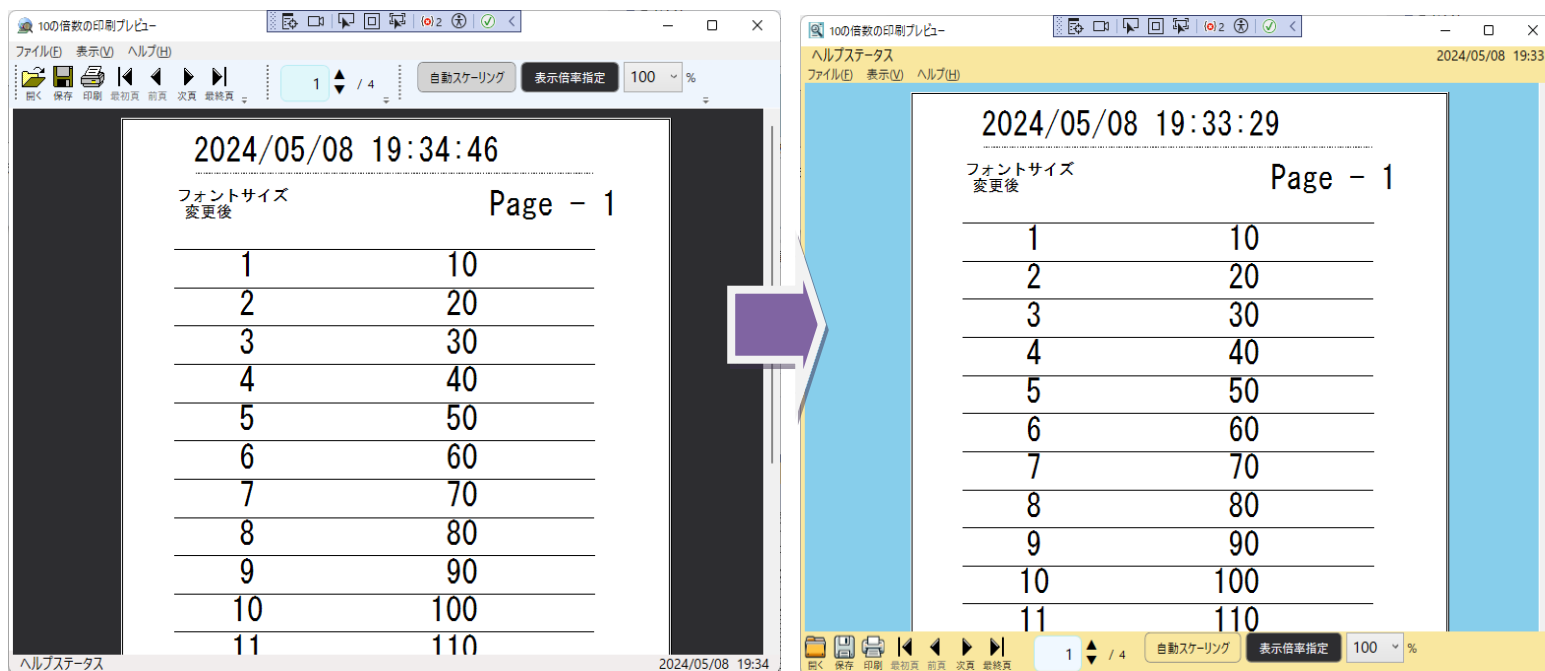 10の倍数の印刷プレビュー
2
ファイル(F) 表示(V) ヘルプ(H)
開く 保存 印刷 最初頁 前頁 次頁 最終頁
1 / 4
自動スケーリング 表示倍率指定 100 %
2024/05/08 19:34:46
フォントサイズ
変更後
Page - 1
1 10
2 20
3 30
4 40
5 50
6 60
7 70
8 80
9 90
10 100
11 110
ヘルプステータス 2024/05/08 19:34
10の倍数の印刷プレビュー
2
ヘルプステータス 2024/05/08 19:33
ファイル(F) 表示(V) ヘルプ(H)
2024/05/08 19:33:29
フォントサイズ
変更後
Page - 1
1 10
2 20
3 30
4 40
5 50
6 60
7 70
8 80
9 90
10 100
11 110
開く 保存 印刷 最初頁 前頁 次頁 最終頁
1 / 4
自動スケーリング 表示倍率指定 100 %